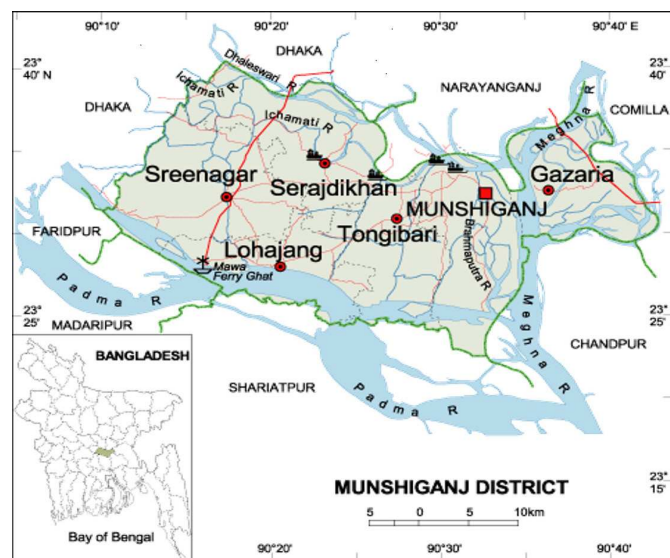 90°10'
90°20'
90°30'
90°40' E
23°
40' N
23°
40'
DHAKA
Dhaleswari R
Ichamati R
Ichamati R
DHAKA
NARAYANGANJ
COMILLA
Meghna R
Sreenagar
Serajdikhan
Gazaria
MUNSHIGANJ
Tongibari
Lohajang
Brahmaputra R
FARIDPUR
Mawa
Ferry Ghat
Padma R
MADARIPUR
23°
25'
23°
25'
Meghna R
CHANDPUR
SHARIATPUR
Padma R
BANGLADESH
Bay of Bengal
23°
15'
MUNSHIGANJ DISTRICT
5 0 5 10km
90°20'
90°30'
90°40'